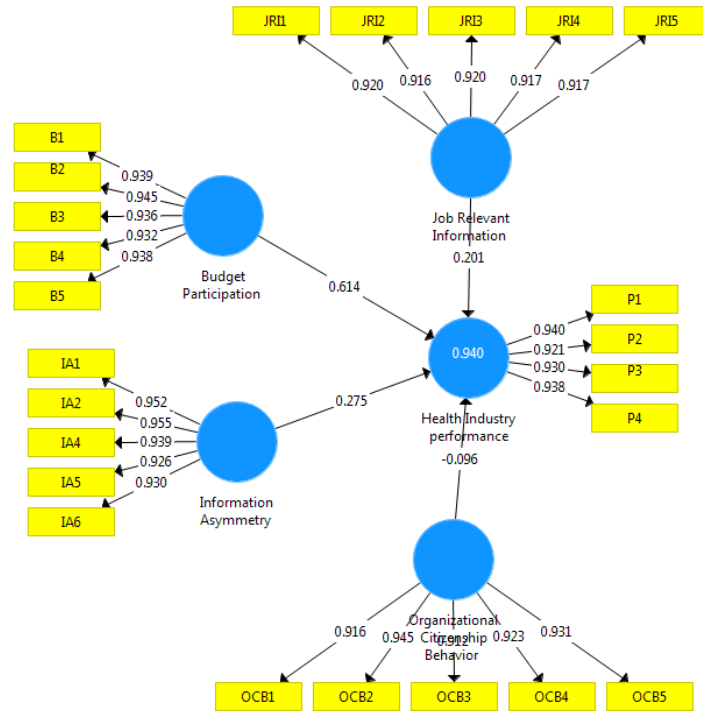 JRI1 JRI2 JRI3 JRI4 JRI5
0.920 0.916 0.920 0.917 0.917
Job Relevant
Information
0.201
B1
B2
B3
B4
B5
0.939
0.945
0.936
0.932
0.938
Budget
Participation
0.614
IA1
IA2
IA4
IA5
IA6
0.952
0.955
0.939
0.926
0.930
Information
Asymmetry
0.275
0.940
Health Industry
performance
P1
P2
P3
P4
0.940
0.921
0.930
0.938
-0.096
Organizational
Citizenship
Behavior
0.916 0.945 0.912 0.923 0.931
OCB1 OCB2 OCB3 OCB4 OCB5